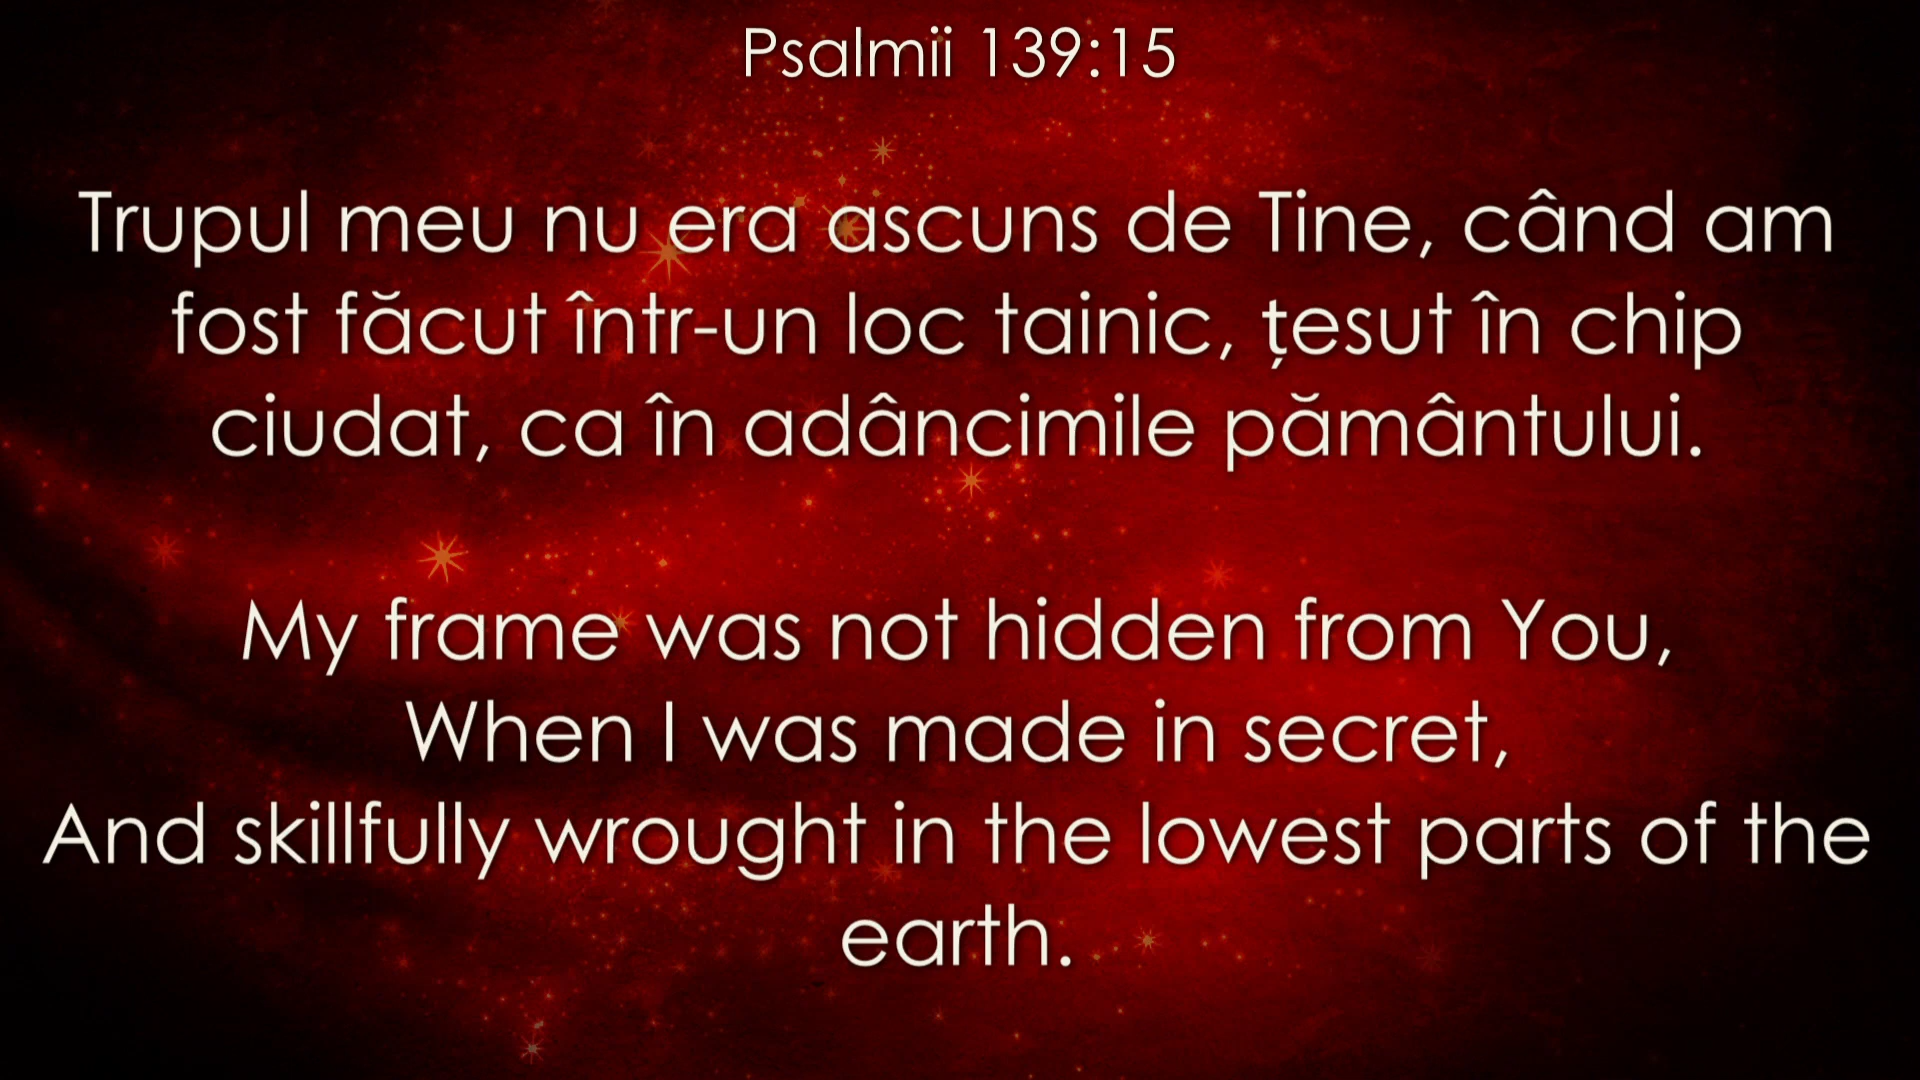 Psalmii 139:15
Trupul meu nu era ascuns de Tine, când am
fost făcut într-un loc tainic, țesut în chip
ciudat, ca în adâncimile pământului.
My frame was not hidden from You,
When I was made in secret,
And skillfully wrought in the lowest parts of the
earth.